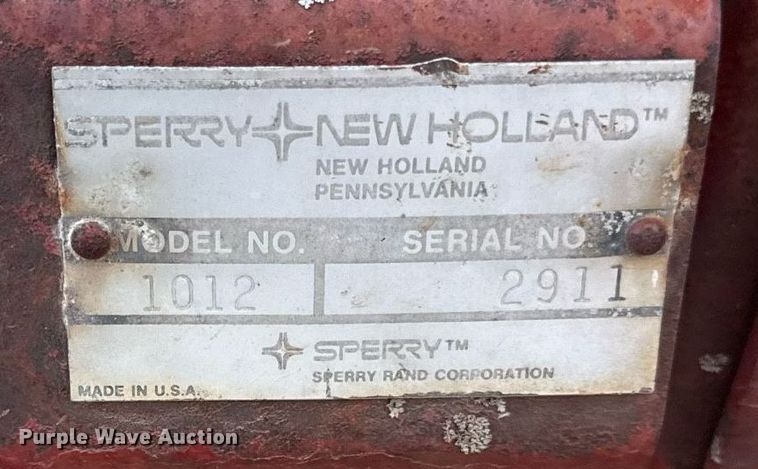 SPERRY NEW HOLLAND™
NEW HOLLAND
PENNSYLVANIA
MODEL NO. SERIAL NO.
1012 2911
SPERRY™
SPERRY RAND CORPORATION
MADE IN U.S.A.
Purple Wave Auction